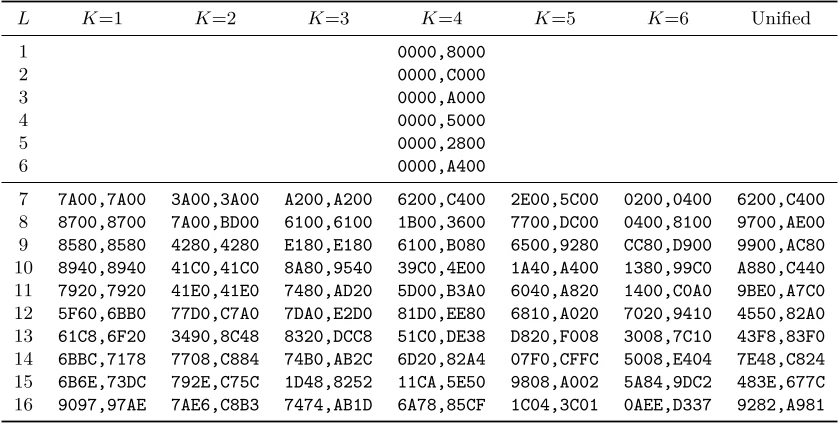 L K=1 K=2 K=3 K=4 K=5 K=6 Unified
1 0000,8000
2 0000,C000
3 0000,A000
4 0000,5000
5 0000,2800
6 0000,A400
7 7A00,7A00 3A00,3A00 A200,A200 6200,C400 2E00,5C00 0200,0400 6200,C400
8 8700,8700 7A00,BD00 6100,6100 1B00,3600 7700,DC00 0400,8100 9700,AE00
9 8580,8580 4280,4280 E180,E180 6100,B080 6500,9280 CC80,D900 9900,AC80
10 8940,8940 41C0,41C0 8A80,9540 39C0,4E00 1A40,A400 1380,99C0 A880,C440
11 7920,7920 41E0,41E0 7480,AD20 5D00,B3A0 6040,A820 1400,C0A0 9BE0,A7C0
12 5F60,6BB0 77D0,C7A0 7DA0,E2D0 81D0,EE80 6810,A020 7020,9410 4550,82A0
13 61C8,6F20 3490,8C48 8320,DCC8 51C0,DE38 D820,F008 3008,7C10 43F8,83F0
14 6BBC,7178 7708,C884 74B0,AB2C 6D20,82A4 07F0,CFFC 5008,E404 7E48,C824
15 6B6E,73DC 792E,C75C 1D48,8252 11CA,5E50 9808,A002 5A84,9DC2 483E,677C
16 9097,97AE 7AE6,C8B3 7474,AB1D 6A78,85CF 1C04,3C01 0AEE,D337 9282,A981